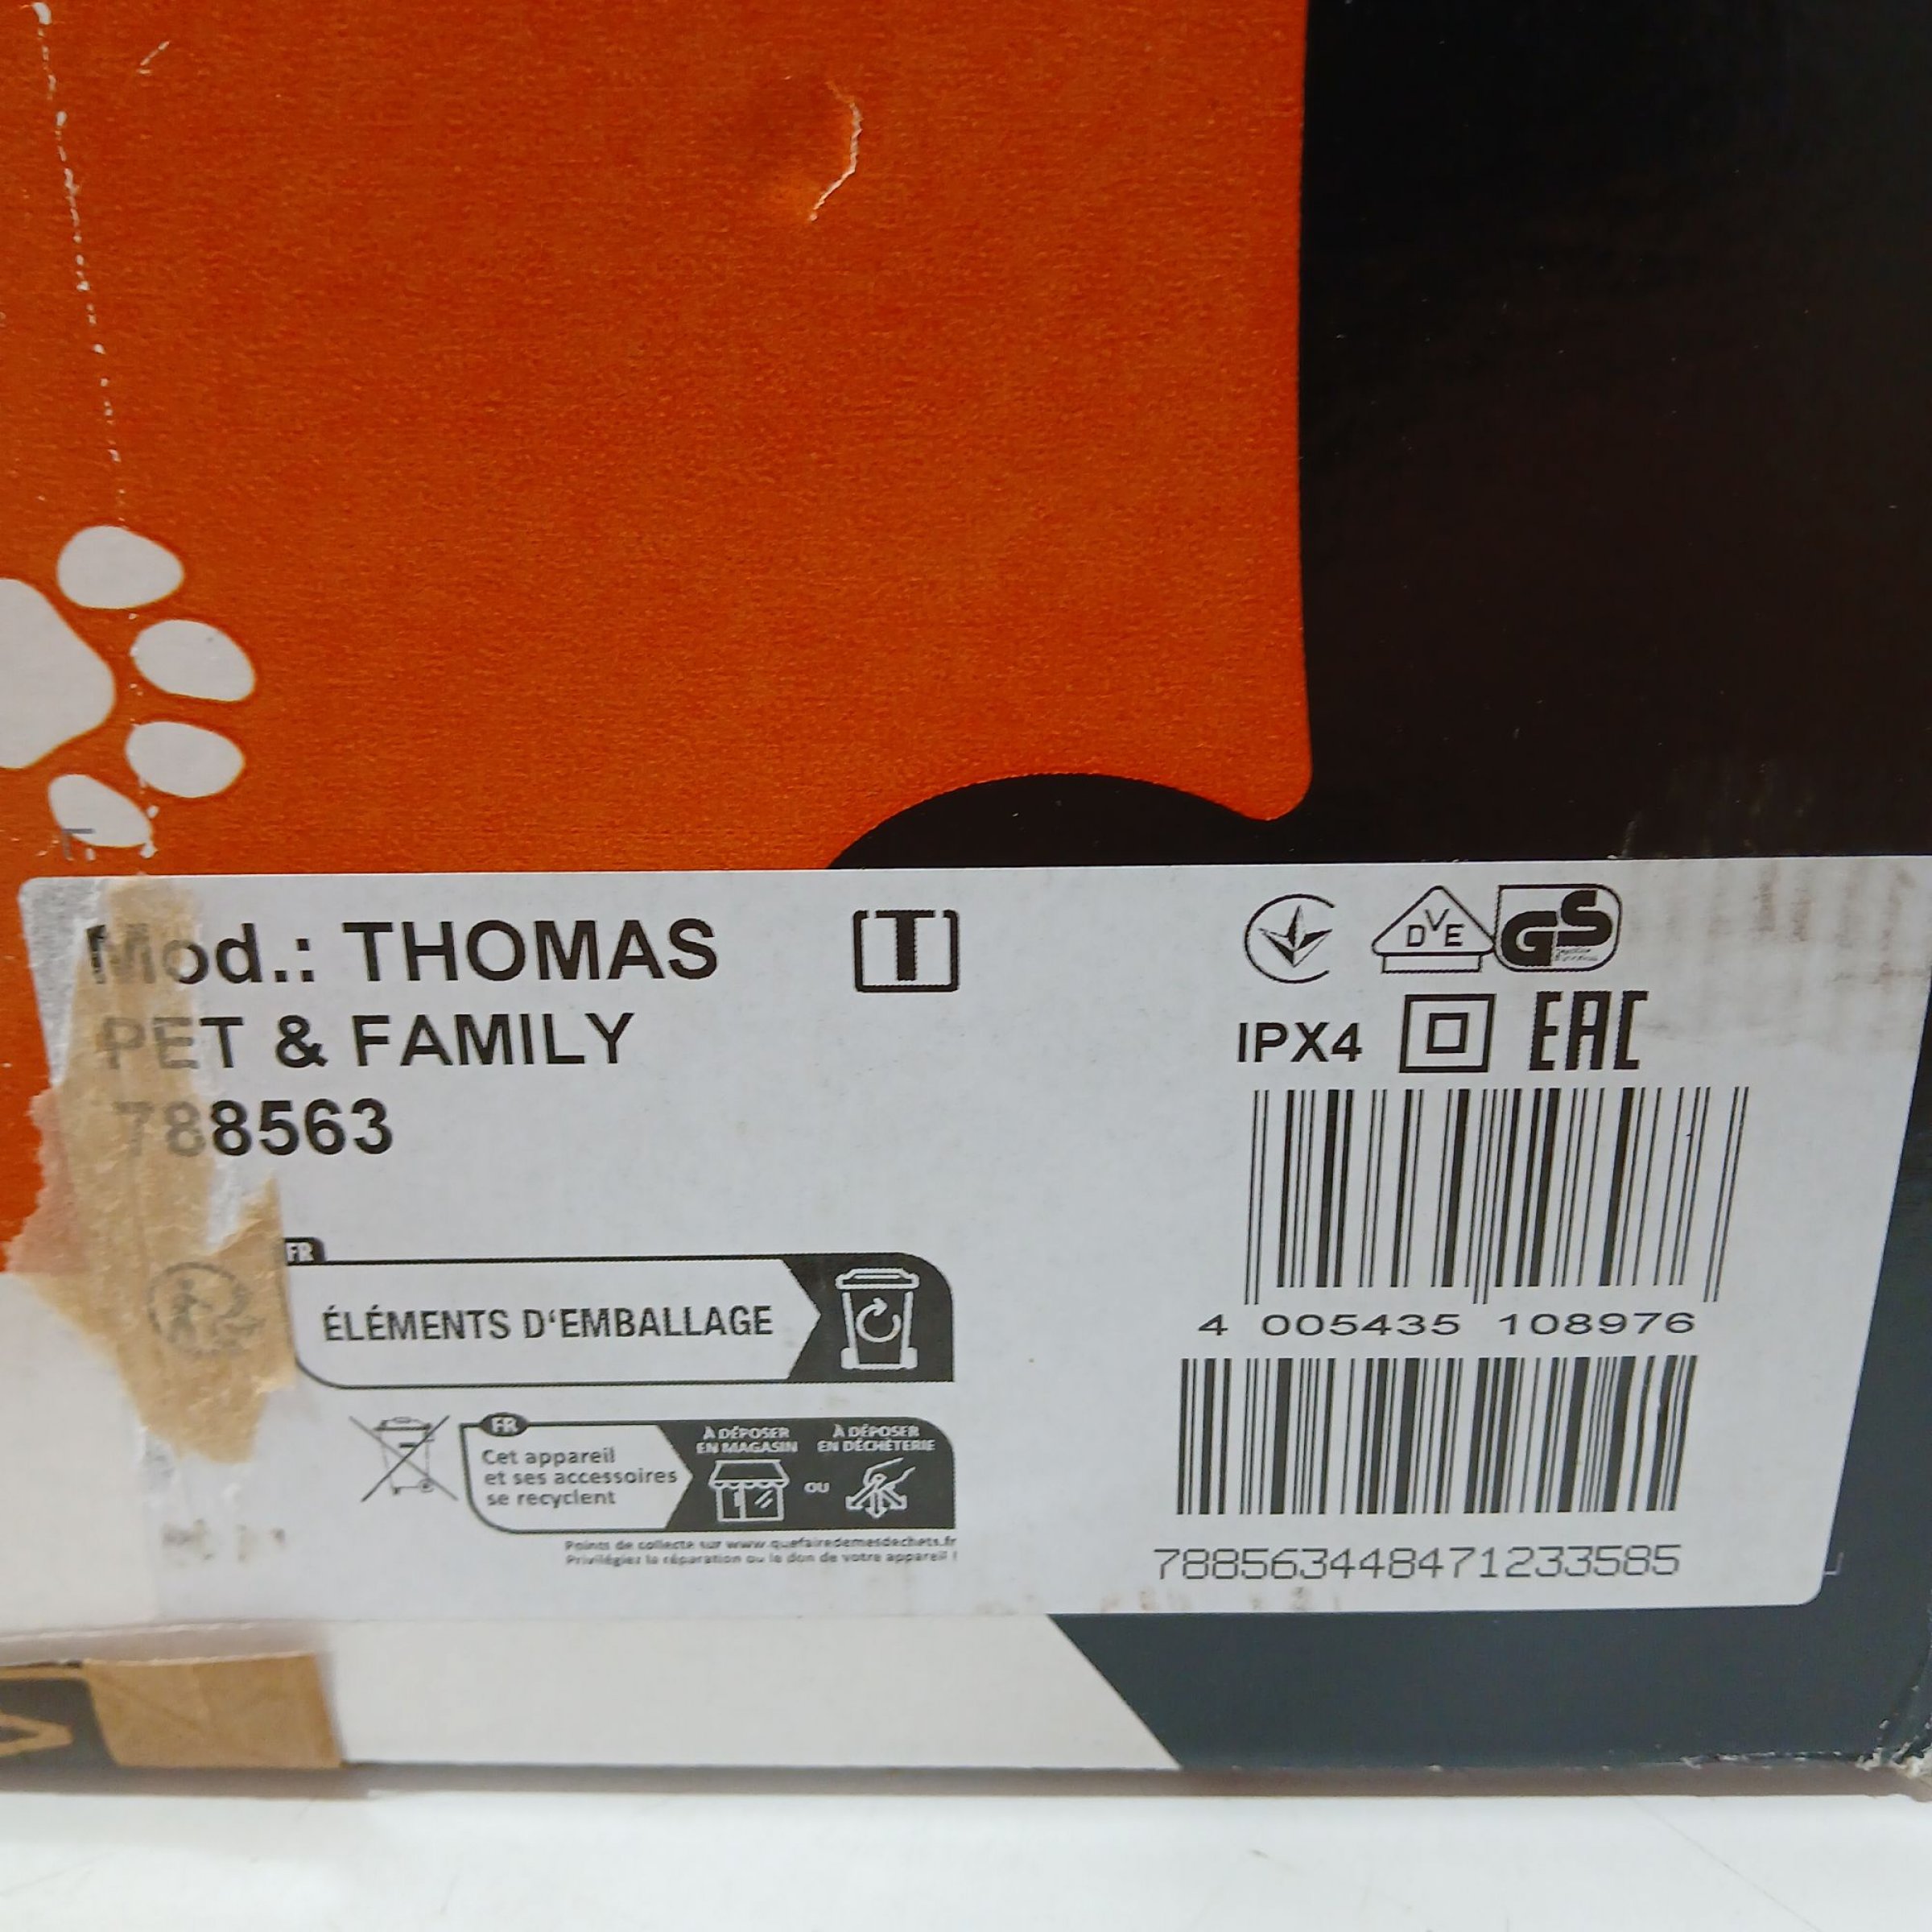 Mod.: THOMAS
PET & FAMILY
788563
T
DVE
GS
IPX4
EAC
4 005435 108976
788563448471233585
FR
ÉLÉMENTS D'EMBALLAGE
FR
Cet appareil
et ses accessoires
se recyclent
À DÉPOSER
EN MAGASIN
OU
À DÉPOSER
EN DÉCHÈTERIE
Points de collecte sur www.quefairedemesdechets.fr
Privilégiez la réparation ou le don de votre appareil !